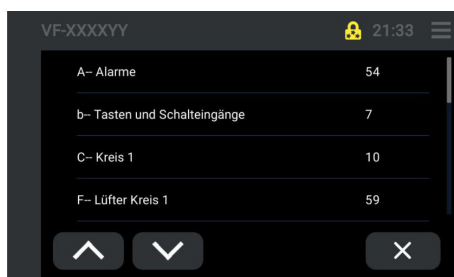 VF-XXXXYY 21:33
A-- Alarme 54
b-- Tasten und Schalteingänge 7
C-- Kreis 1 10
F-- Lüfter Kreis 1 59